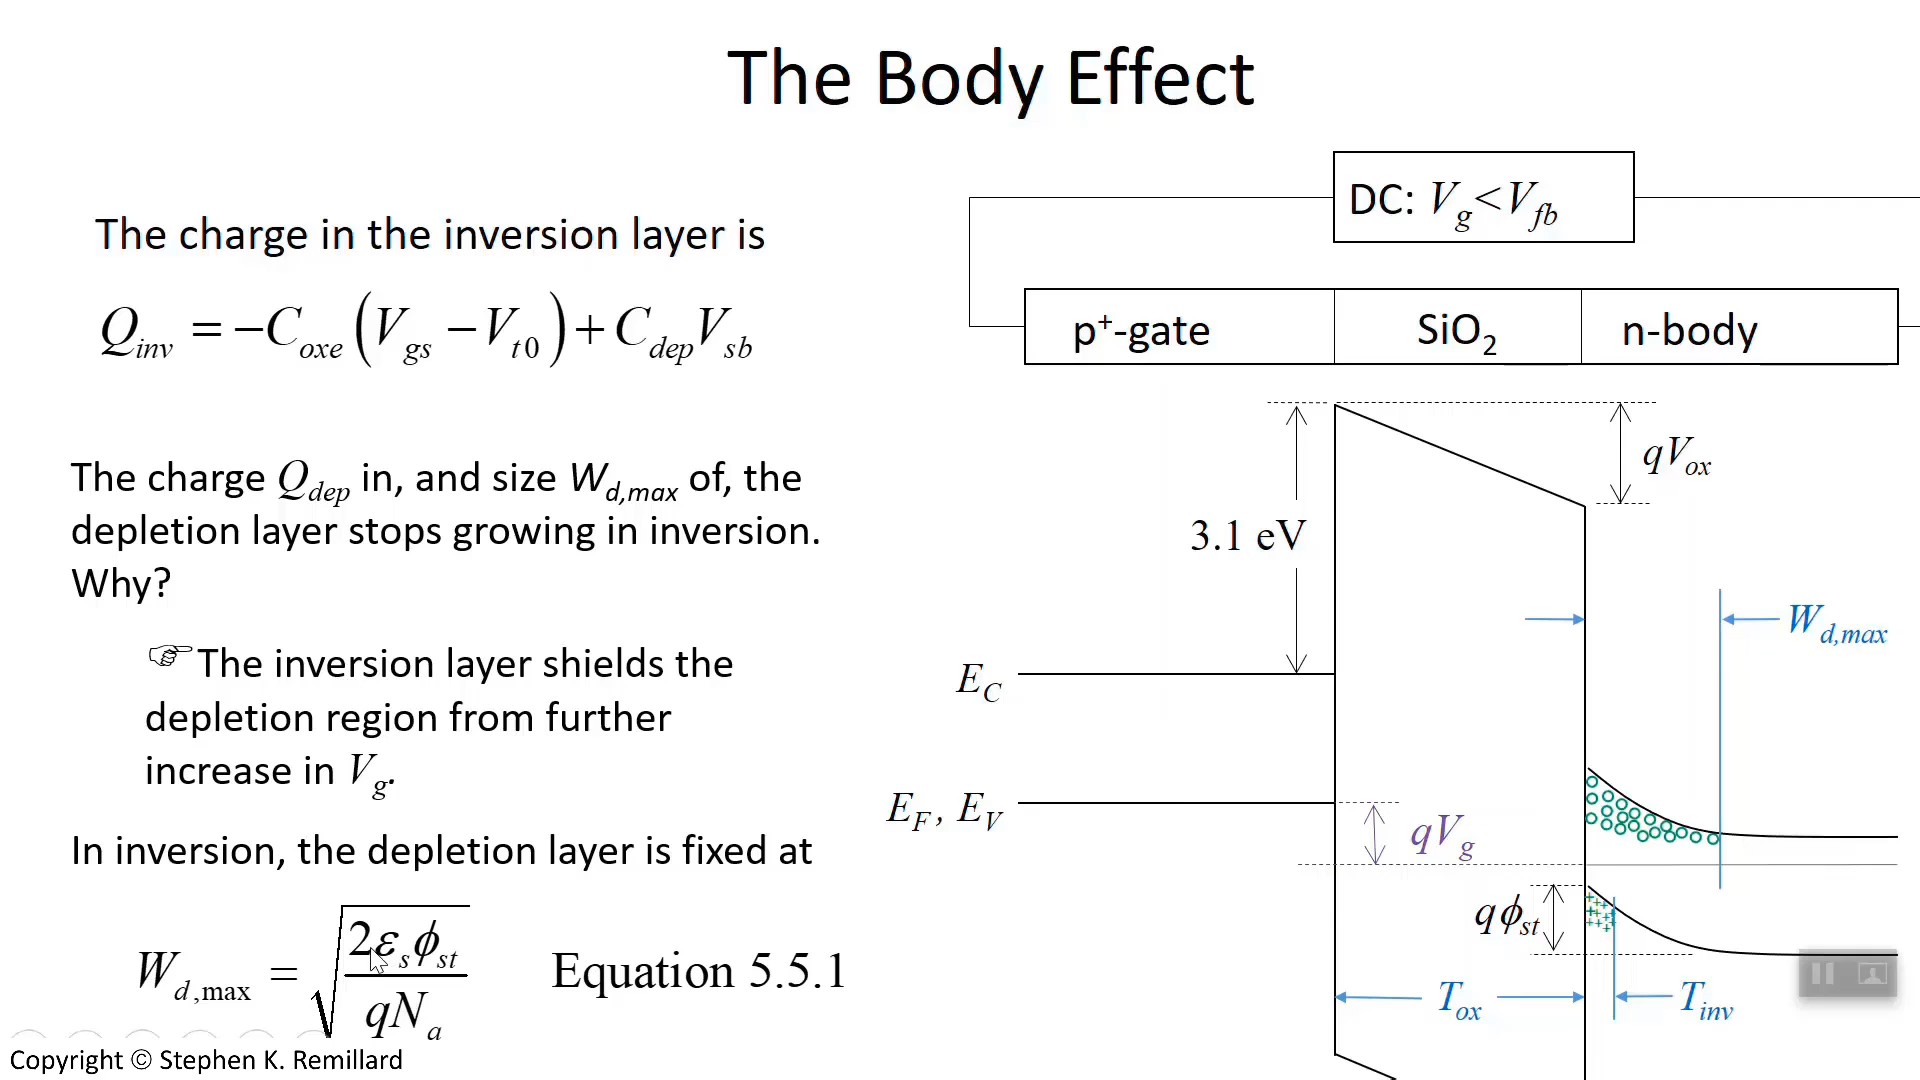 The Body Effect
The charge in the inversion layer is
Q_inv = −C_oxe (V_gs − V_t0) + C_dep V_sb
The charge Q_dep in, and size W_d,max of, the
depletion layer stops growing in inversion.
Why?
☞The inversion layer shields the
depletion region from further
increase in V_g.
In inversion, the depletion layer is fixed at
W_d,max = √(2ε_s ϕ_st / qN_a) Equation 5.5.1
Copyright © Stephen K. Remillard
DC: V_g<V_fb
p⁺-gate SiO₂ n-body
qV_ox
3.1 eV
W_d,max
E_C
E_F, E_V
qV_g
qϕ_st
T_ox
T_inv